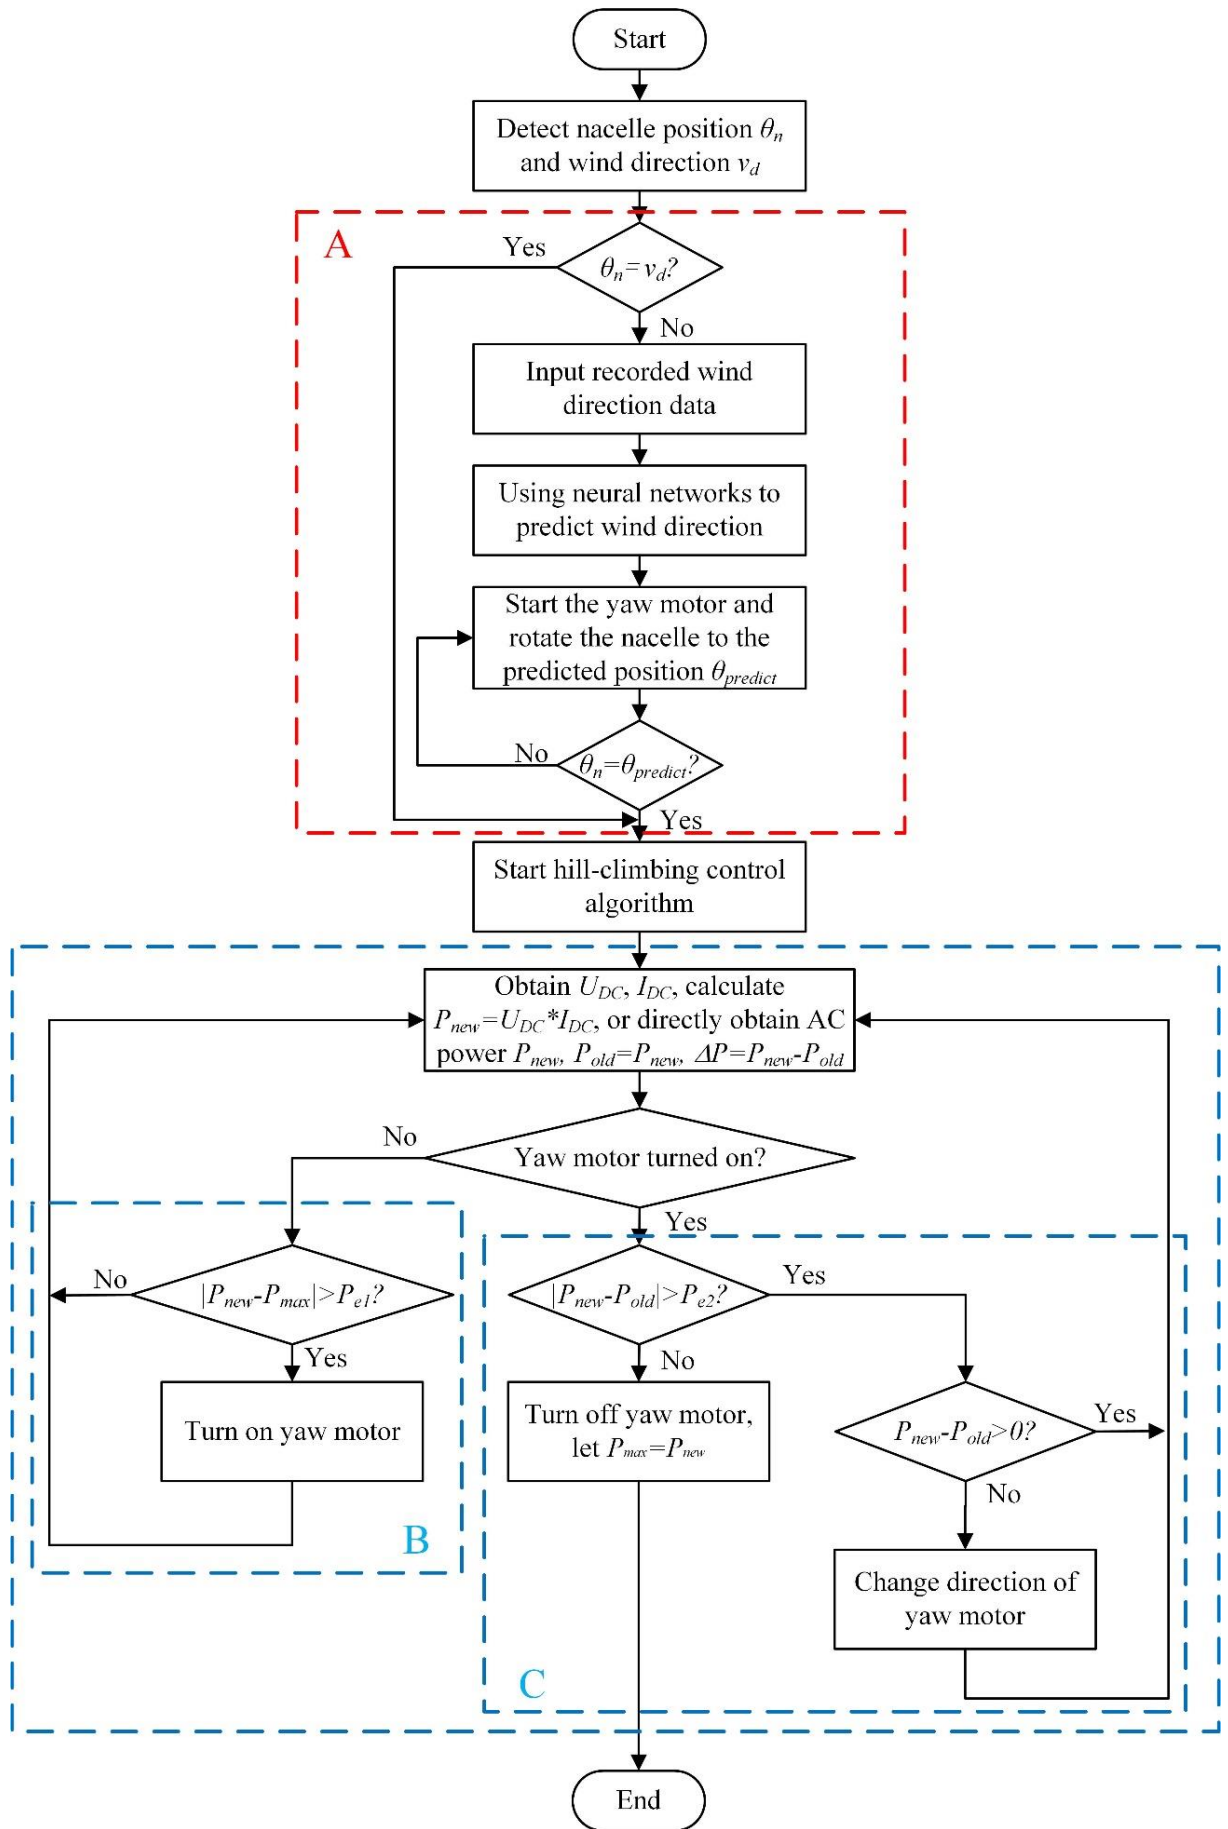 Start
Detect nacelle position θn
and wind direction vd
A
Yes
θn=vd?
No
Input recorded wind
direction data
Using neural networks to
predict wind direction
Start the yaw motor and
rotate the nacelle to the
predicted position θpredict
No
θn=θpredict?
Yes
Start hill-climbing control
algorithm
Obtain UDC, IDC, calculate
Pnew=UDC*IDC, or directly obtain AC
power Pnew, Pold=Pnew, ΔP=Pnew-Pold
No
Yaw motor turned on?
Yes
No
|Pnew-Pmax|>Pe1?
Yes
Turn on yaw motor
B
|Pnew-Pold|>Pe2?
Yes
No
Turn off yaw motor,
let Pmax=Pnew
Pnew-Pold>0?
Yes
No
Change direction of
yaw motor
C
End